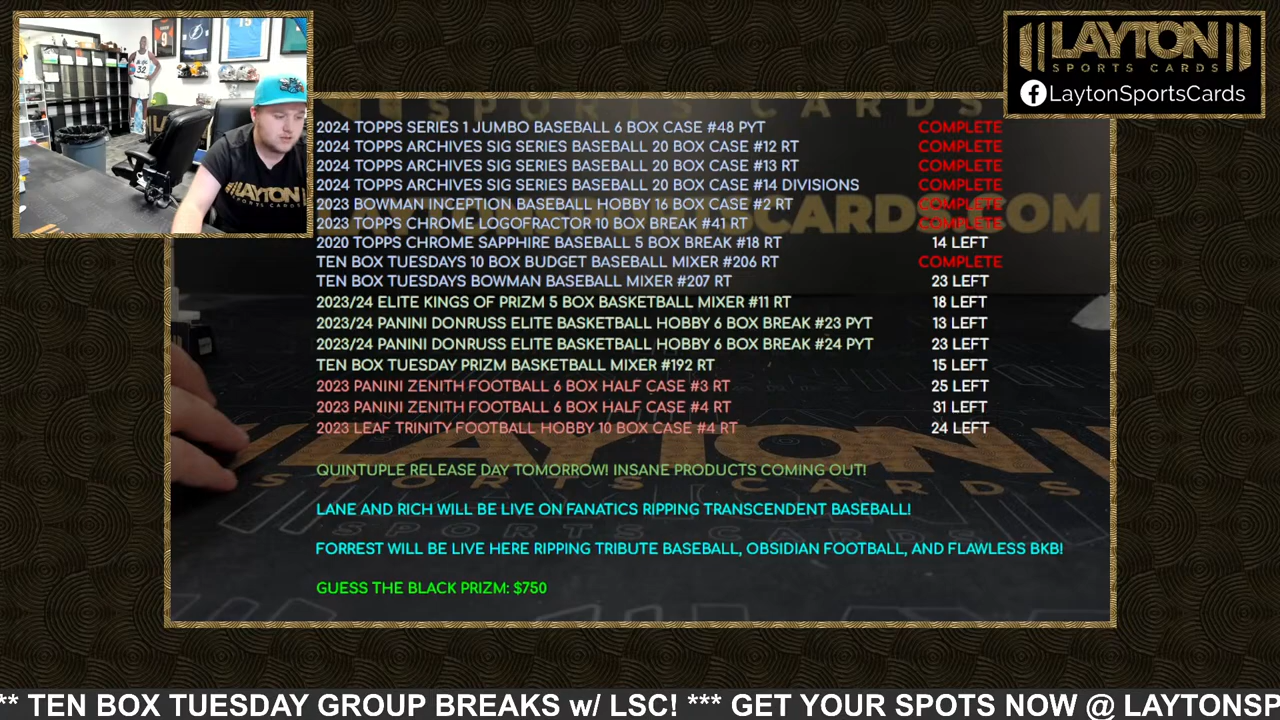 LAYTON
SPORTS CARDS
LaytonSportsCards
SPORTS CARDS
2024 TOPPS SERIES 1 JUMBO BASEBALL 6 BOX CASE #48 PYT COMPLETE
2024 TOPPS ARCHIVES SIG SERIES BASEBALL 20 BOX CASE #12 RT COMPLETE
2024 TOPPS ARCHIVES SIG SERIES BASEBALL 20 BOX CASE #13 RT COMPLETE
2024 TOPPS ARCHIVES SIG SERIES BASEBALL 20 BOX CASE #14 DIVISIONS COMPLETE
2023 BOWMAN INCEPTION BASEBALL HOBBY 16 BOX CASE #2 RT COMPLETE
CARDS.COM
2023 TOPPS CHROME LOGOFRACTOR 10 BOX BREAK #41 RT COMPLETE
2020 TOPPS CHROME SAPPHIRE BASEBALL 5 BOX BREAK #18 RT 14 LEFT
TEN BOX TUESDAYS 10 BOX BUDGET BASEBALL MIXER #206 RT COMPLETE
TEN BOX TUESDAYS BOWMAN BASEBALL MIXER #207 RT 23 LEFT
2023/24 ELITE KINGS OF PRIZM 5 BOX BASKETBALL MIXER #11 RT 18 LEFT
2023/24 PANINI DONRUSS ELITE BASKETBALL HOBBY 6 BOX BREAK #23 PYT 13 LEFT
2023/24 PANINI DONRUSS ELITE BASKETBALL HOBBY 6 BOX BREAK #24 PYT 23 LEFT
TEN BOX TUESDAY PRIZM BASKETBALL MIXER #192 RT 15 LEFT
2023 PANINI ZENITH FOOTBALL 6 BOX HALF CASE #3 RT 25 LEFT
2023 PANINI ZENITH FOOTBALL 6 BOX HALF CASE #4 RT 31 LEFT
2023 LEAF TRINITY FOOTBALL HOBBY 10 BOX CASE #4 RT 24 LEFT
LAYTON
QUINTUPLE RELEASE DAY TOMORROW! INSANE PRODUCTS COMING OUT!
SPORTS CARDS
LANE AND RICH WILL BE LIVE ON FANATICS RIPPING TRANSCENDENT BASEBALL!
SPORTS CARDS
FORREST WILL BE LIVE HERE RIPPING TRIBUTE BASEBALL, OBSIDIAN FOOTBALL, AND FLAWLESS BKB!
GUESS THE BLACK PRIZM: $750
** TEN BOX TUESDAY GROUP BREAKS w/ LSC! *** GET YOUR SPOTS NOW @ LAYTONSP